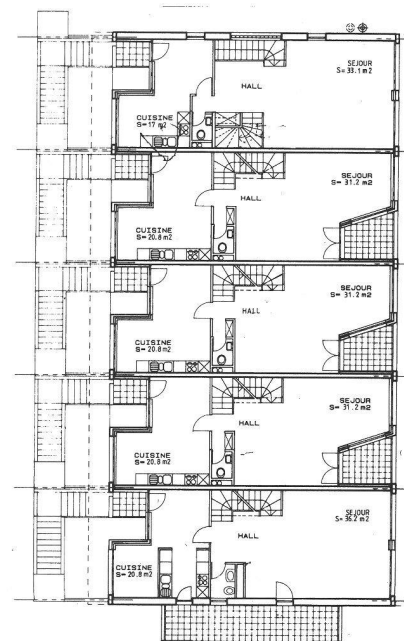 SEJOUR
S= 33.1 m2
HALL
CUISINE
S= 17 m2
SEJOUR
S= 31.2 m2
HALL
CUISINE
S= 20.8 m2
SEJOUR
S= 31.2 m2
HALL
CUISINE
S= 20.8 m2
SEJOUR
S= 31.2 m2
HALL
CUISINE
S= 20.8 m2
SEJOUR
S= 36.2 m2
HALL
CUISINE
S= 20.8 m2